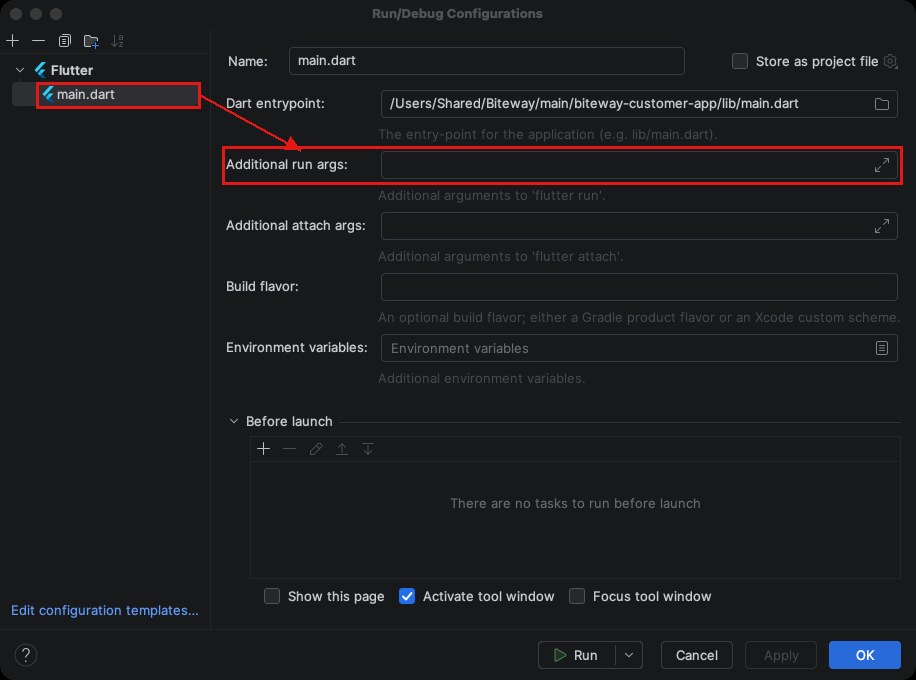 Run/Debug Configurations
Flutter
main.dart
Name:
main.dart
Store as project file
Dart entrypoint:
/Users/Shared/Biteway/main/biteway-customer-app/lib/main.dart
The entry-point for the application (e.g. lib/main.dart).
Additional run args:
Additional arguments to 'flutter run'.
Additional attach args:
Additional arguments to 'flutter attach'.
Build flavor:
An optional build flavor; either a Gradle product flavor or an Xcode custom scheme.
Environment variables:
Environment variables
Additional environment variables.
Before launch
There are no tasks to run before launch
Show this page
Activate tool window
Focus tool window
Edit configuration templates...
?
Run
Cancel
Apply
OK